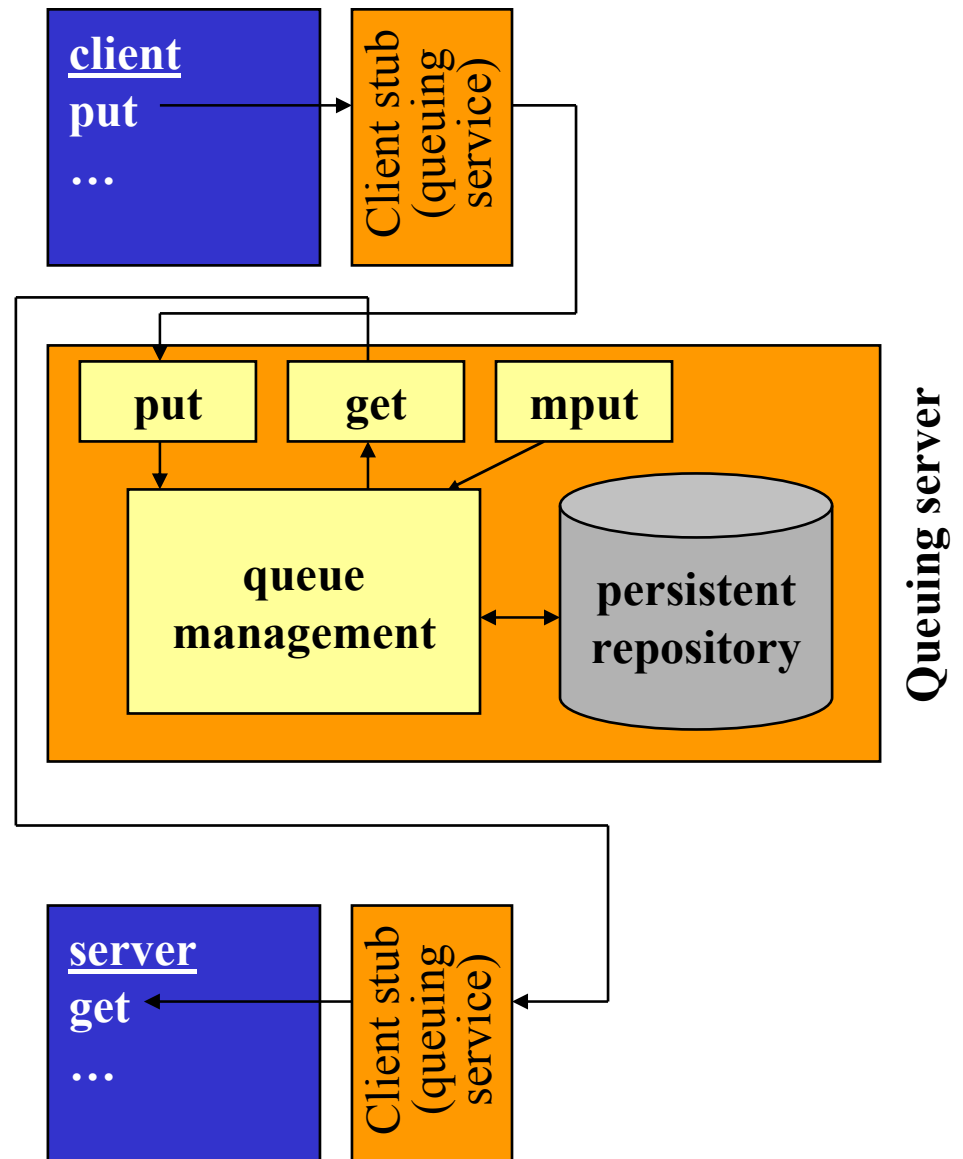 client
put
…
Client stub
(queuing
service)
put
get
mput
queue
management
persistent
repository
Queuing server
server
get
…
Client stub
(queuing
service)